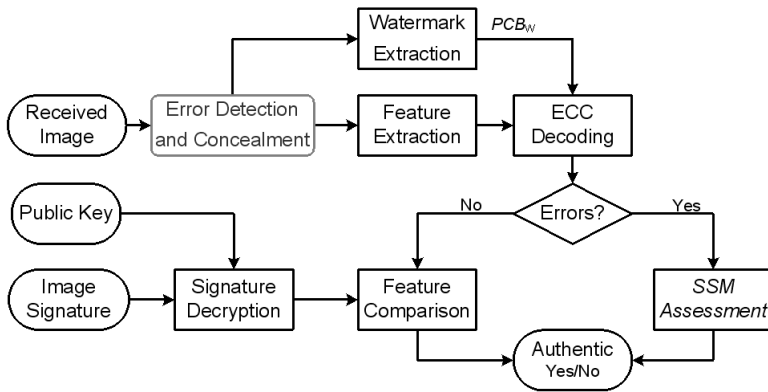 Watermark
Extraction
PCBW
Received
Image
Error Detection
and Concealment
Feature
Extraction
ECC
Decoding
Public Key
No
Errors?
Yes
Image
Signature
Signature
Decryption
Feature
Comparison
SSM
Assessment
Authentic
Yes/No